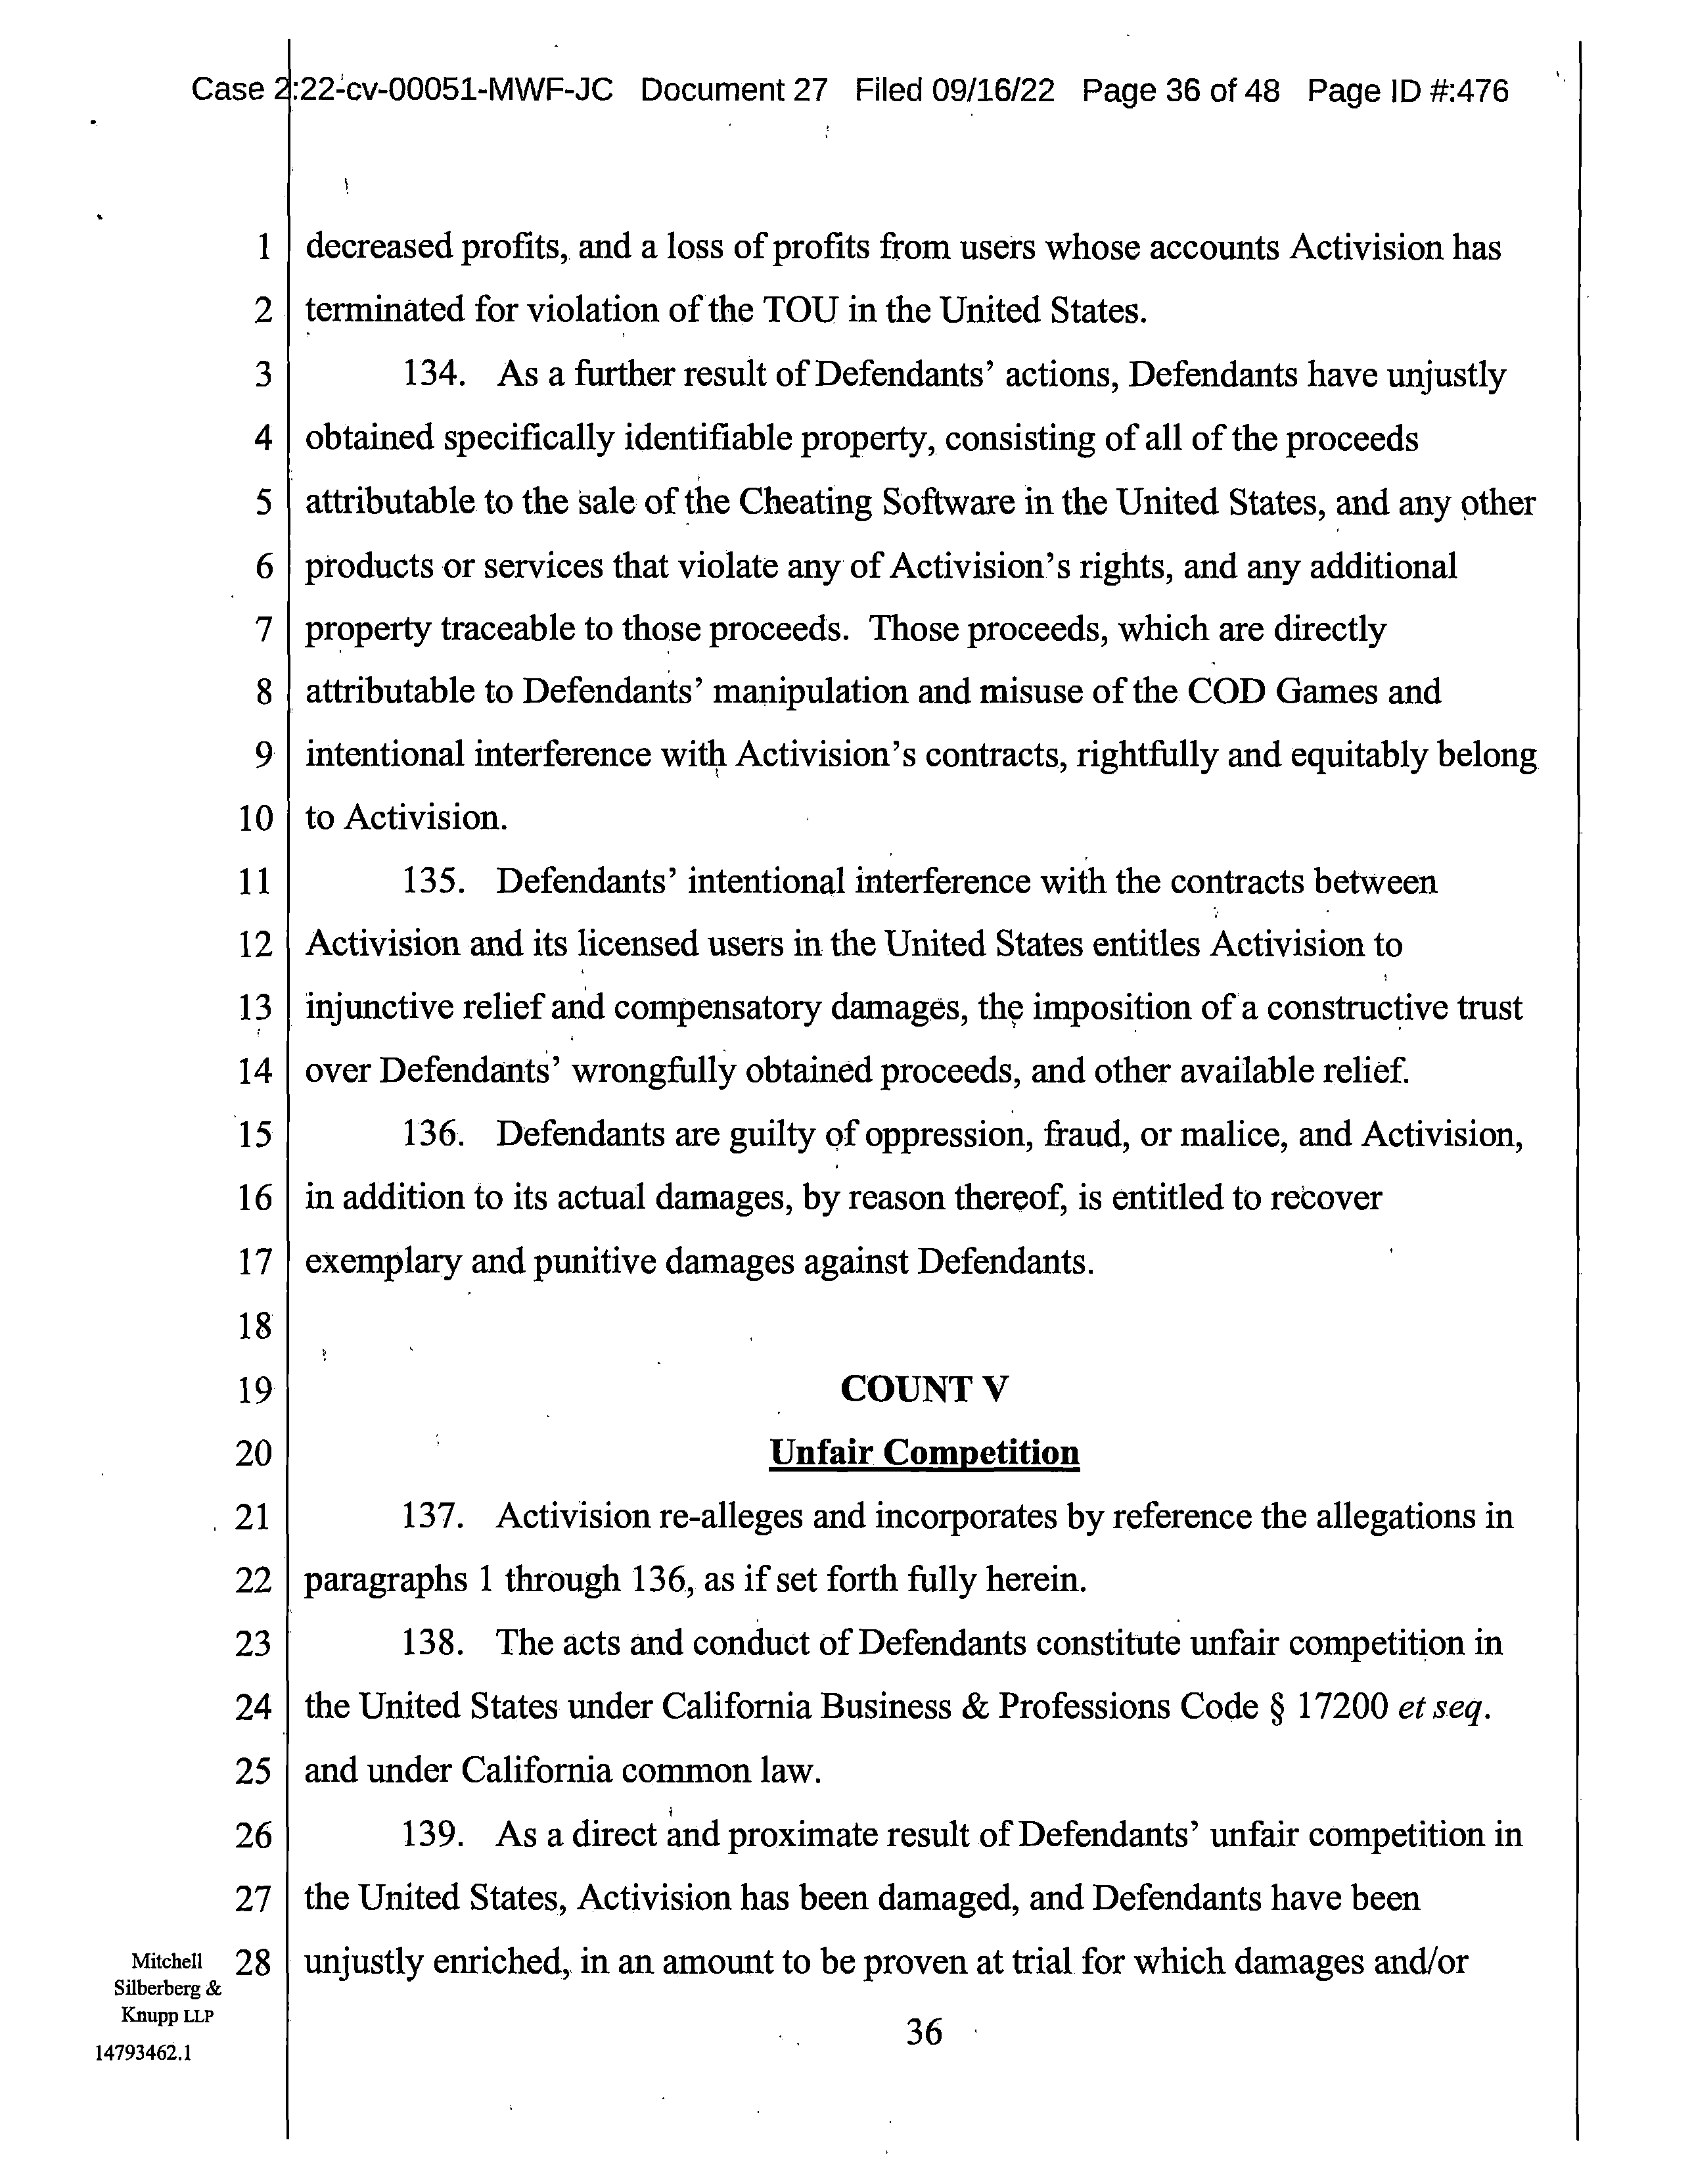 Case 2:22-cv-00051-MWF-JC Document 27 Filed 09/16/22 Page 36 of 48 Page ID #:476
1 decreased profits, and a loss of profits from users whose accounts Activision has
2 terminated for violation of the TOU in the United States.
3 134. As a further result of Defendants’ actions, Defendants have unjustly
4 obtained specifically identifiable property, consisting of all of the proceeds
5 attributable to the sale of the Cheating Software in the United States, and any other
6 products or services that violate any of Activision’s rights, and any additional
7 property traceable to those proceeds. Those proceeds, which are directly
8 attributable to Defendants’ manipulation and misuse of the COD Games and
9 intentional interference with Activision’s contracts, rightfully and equitably belong
10 to Activision.
11 135. Defendants’ intentional interference with the contracts between
12 Activision and its licensed users in the United States entitles Activision to
13 injunctive relief and compensatory damages, the imposition of a constructive trust
14 over Defendants’ wrongfully obtained proceeds, and other available relief.
15 136. Defendants are guilty of oppression, fraud, or malice, and Activision,
16 in addition to its actual damages, by reason thereof, is entitled to recover
17 exemplary and punitive damages against Defendants.
18
19 COUNT V
20 Unfair Competition
21 137. Activision re-alleges and incorporates by reference the allegations in
22 paragraphs 1 through 136, as if set forth fully herein.
23 138. The acts and conduct of Defendants constitute unfair competition in
24 the United States under California Business & Professions Code § 17200 et seq.
25 and under California common law.
26 139. As a direct and proximate result of Defendants’ unfair competition in
27 the United States, Activision has been damaged, and Defendants have been
28 unjustly enriched, in an amount to be proven at trial for which damages and/or
Mitchell
Silberberg &
Knupp LLP
14793462.1
36